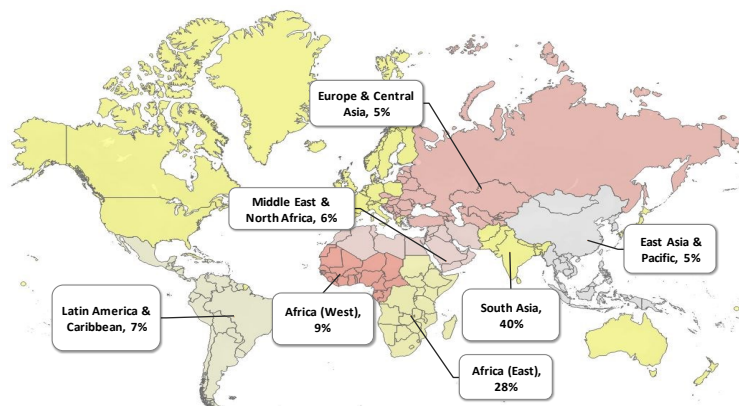 Europe & Central
Asia, 5%
Middle East &
North Africa, 6%
East Asia &
Pacific, 5%
Latin America &
Caribbean, 7%
Africa (West),
9%
South Asia,
40%
Africa (East),
28%